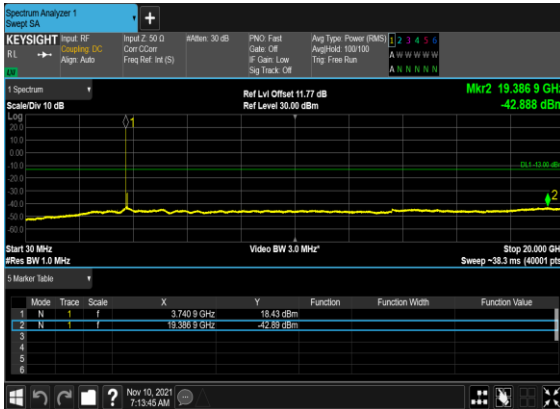 Spectrum Analyzer 1
Swept SA
KEYSIGHT Input: RF Input Z: 50 Ω #Atten: 30 dB PNO: Fast Avg Type: Power (RMS) 1 2 3 4 5 6
RL Coupling: DC Corr CCorr Gate: Off Avg|Hold: 100/100 A W W W W W
Align: Auto Freq Ref: Int (S) IF Gain: Low Trig: Free Run
Sig Track: Off A N N N N N
LXI
1 Spectrum Ref Lvl Offset 11.77 dB Mkr2 19.386 9 GHz
Scale/Div 10 dB Ref Level 30.00 dBm -42.888 dBm
Log
20.0
10.0
0.00
-10.0
-20.0
-30.0
-40.0
-50.0
-60.0
1
DL1 -13.00 dBm
2
Start 30 MHz Video BW 3.0 MHz* Stop 20.000 GHz
#Res BW 1.0 MHz Sweep ~38.3 ms (40001 pts)
5 Marker Table
Mode Trace Scale X Y Function Function Width Function Value
1 N 1 f 3.740 9 GHz 18.43 dBm
2 N 1 f 19.386 9 GHz -42.89 dBm
3
4
5
6
? Nov 10, 2021
7:13:45 AM